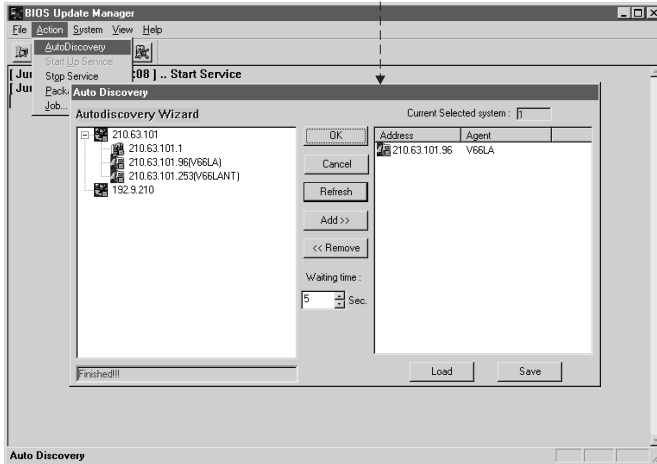 BIOS Update Manager
File Action System View Help
AutoDiscovery
Start Up Service
Stop Service
Job...
:08 ] .. Start Service
Auto Discovery
Autodiscovery Wizard
Current Selected system : 1
210.63.101
210.63.101.1
210.63.101.96(V66LA)
210.63.101.253(V66LANT)
192.9.210
OK
Cancel
Refresh
Add >>
<< Remove
Waiting time :
5 Sec.
Address Agent
210.63.101.96 V66LA
Finished!!!
Load Save
Auto Discovery